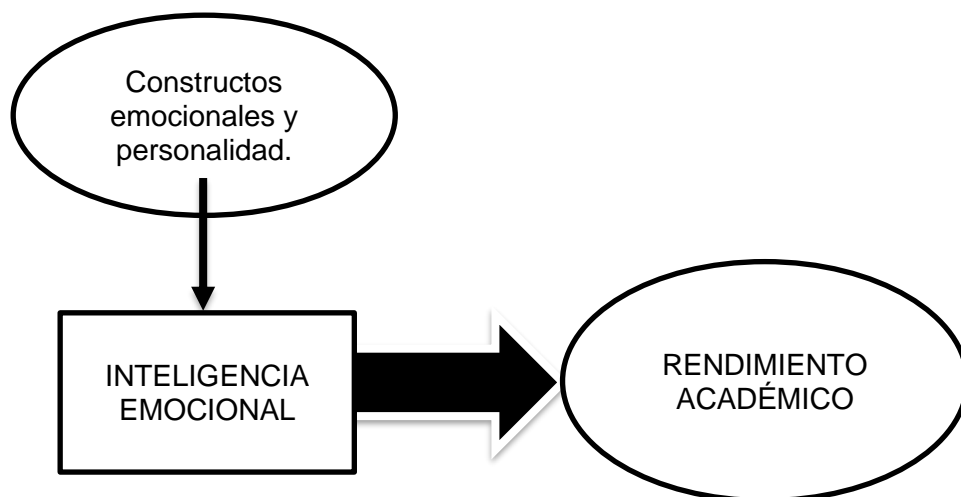 Constructos
emocionales y
personalidad.
INTELIGENCIA
EMOCIONAL
RENDIMIENTO
ACADÉMICO